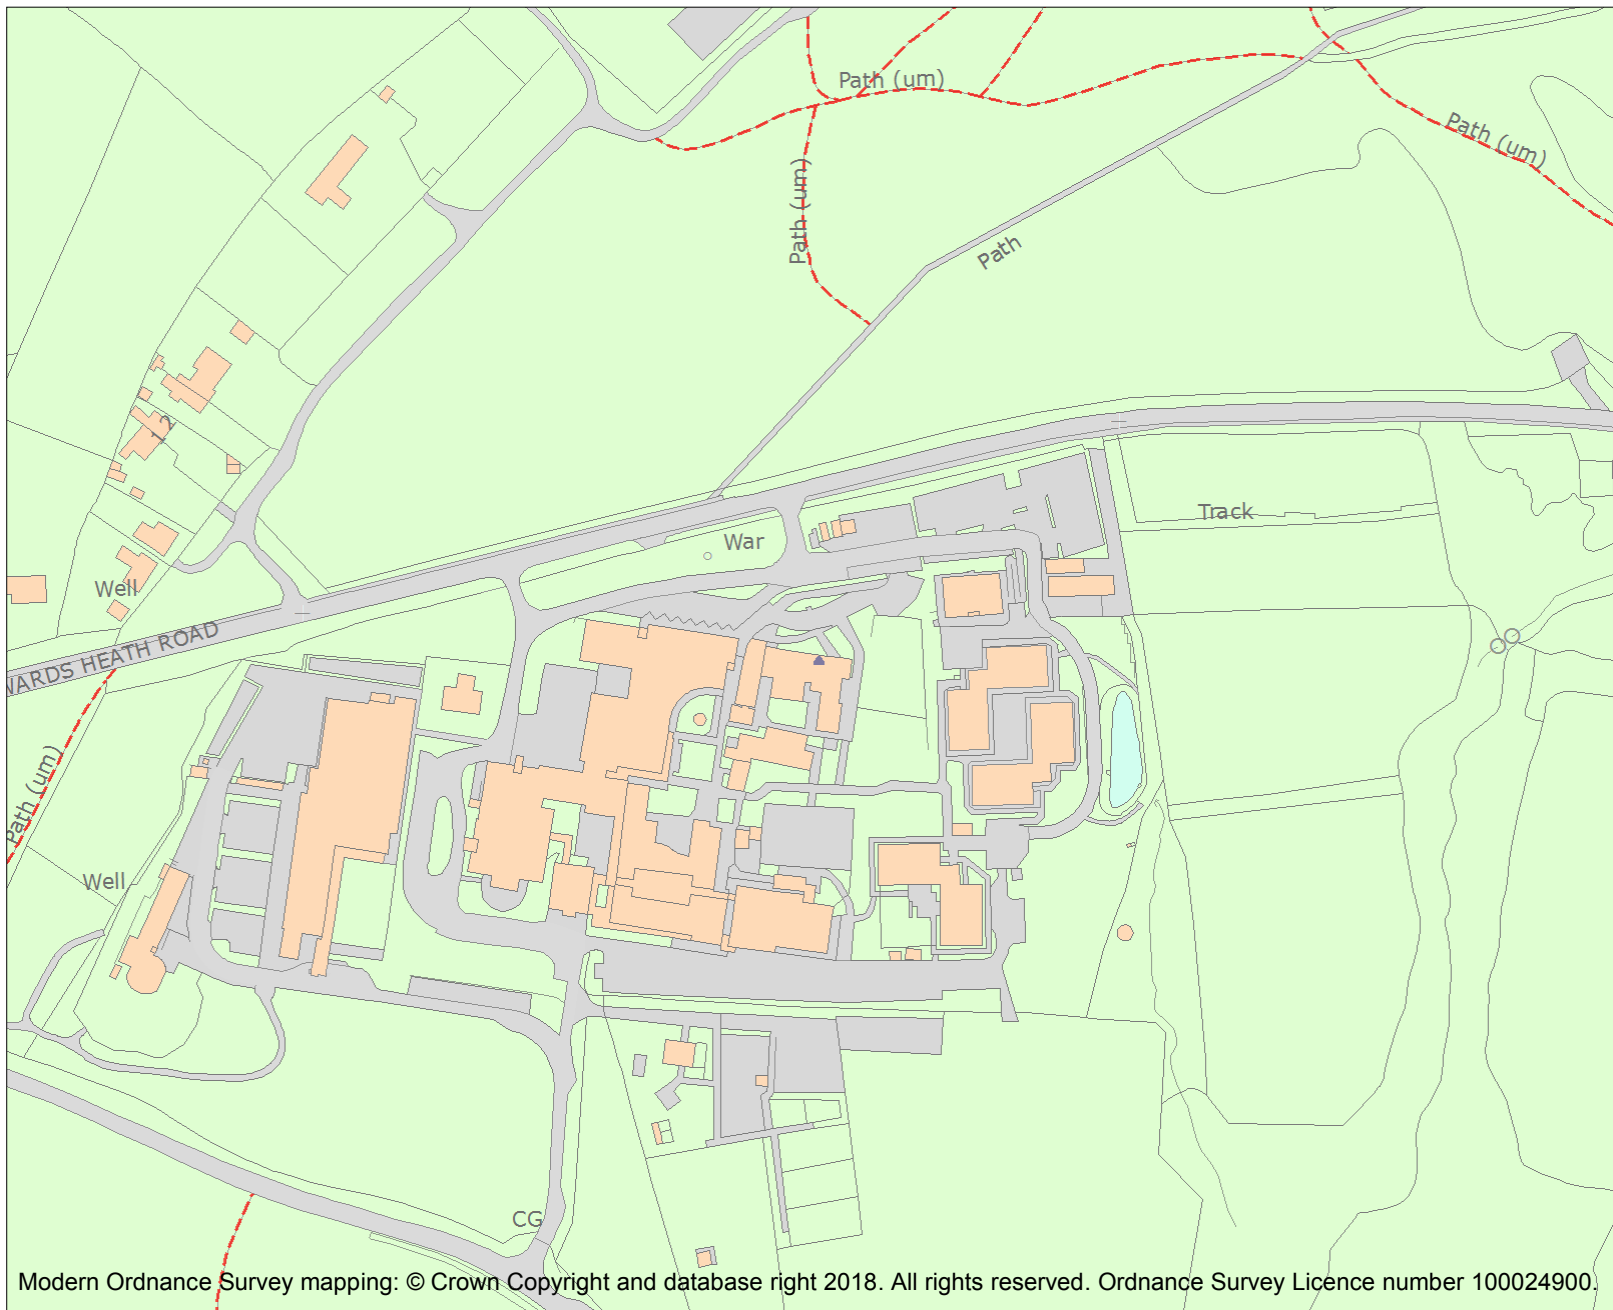 Path (um)
Path (um)
Path (um)
Path
12
Track
War
Well
WARDS HEATH ROAD
Path (um)
Well
CG
Modern Ordnance Survey mapping: © Crown Copyright and database right 2018. All rights reserved. Ordnance Survey Licence number 100024900.